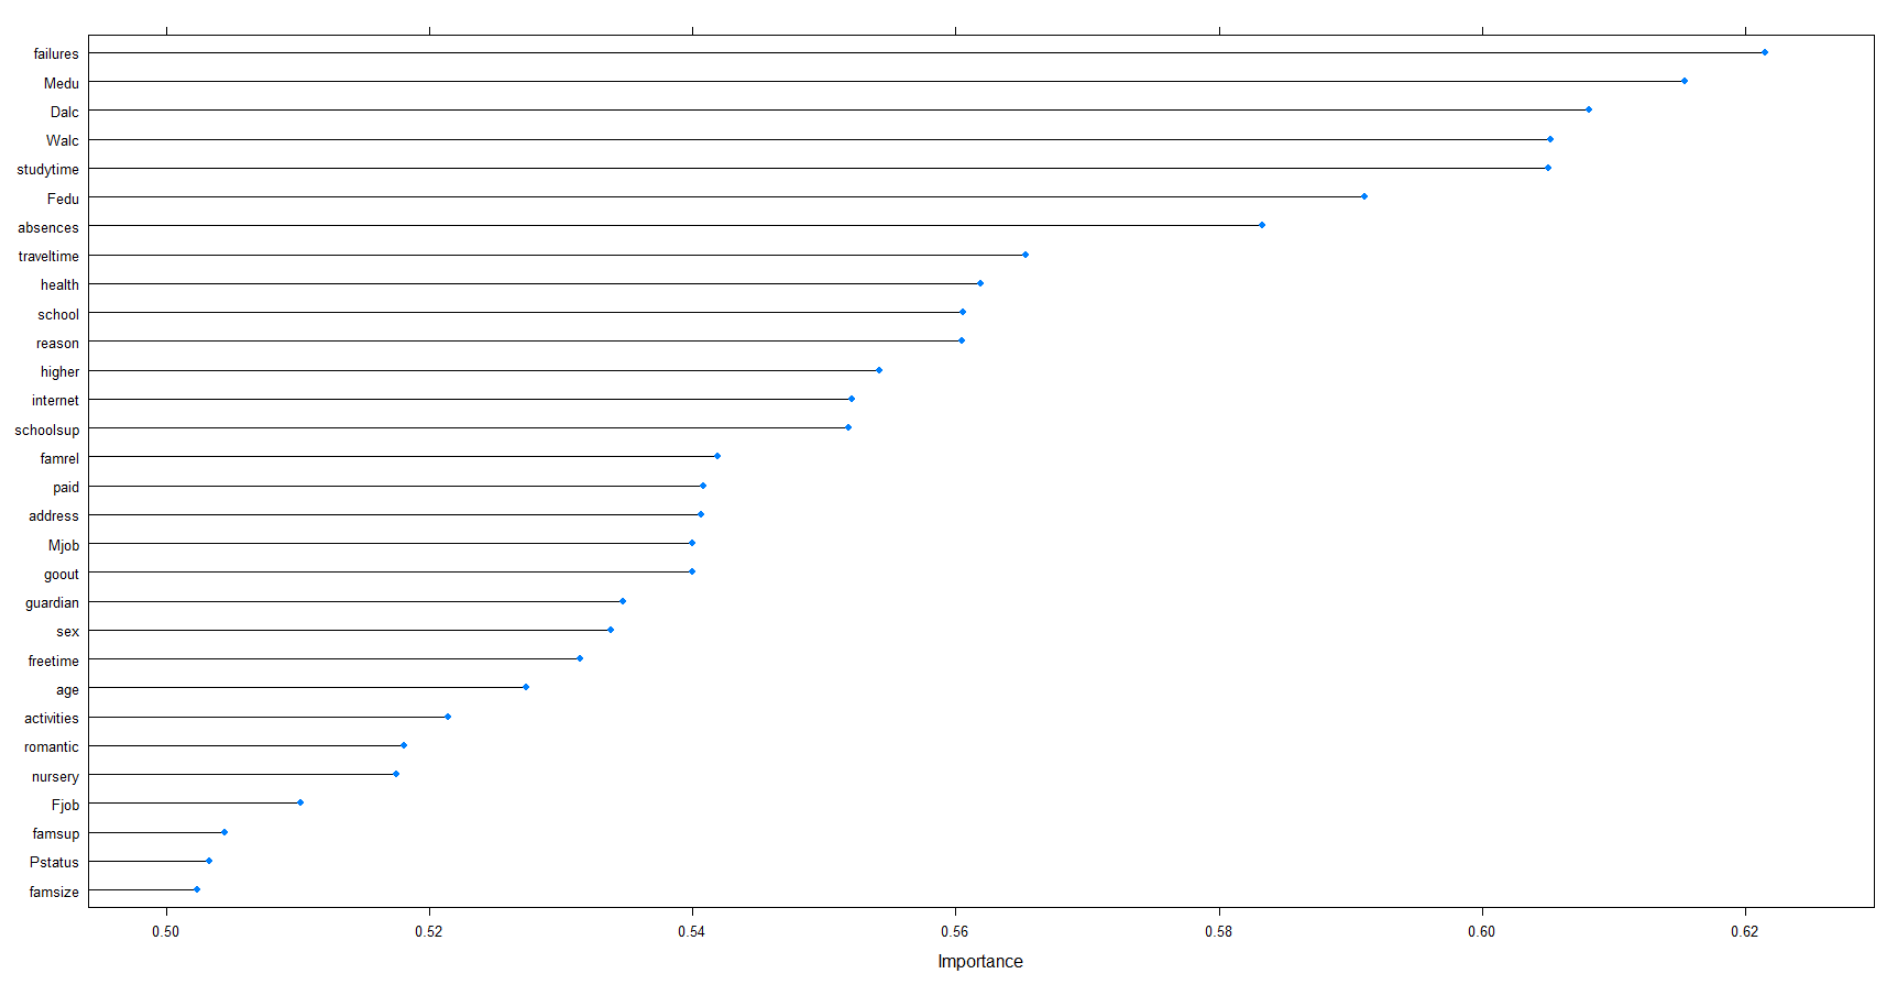 failures
Medu
Dalc
Walc
studytime
Fedu
absences
traveltime
health
school
reason
higher
internet
schoolsup
famrel
paid
address
Mjob
goout
guardian
sex
freetime
age
activities
romantic
nursery
Fjob
famsup
Pstatus
famsize
0.50 0.52 0.54 0.56 0.58 0.60 0.62
Importance